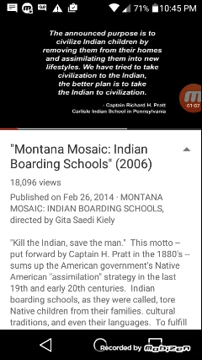 71% 10:45 PM
The announced purpose is to
civilize Indian children by
removing them from their homes
and assimilating them into new
lifestyles. We have tried to take
civilization to the Indian,
the better plan is to take
the Indian to civilization.
- Captain Richard H. Pratt
Carlisle Indian School in Pennsylvania
"Montana Mosaic: Indian
Boarding Schools" (2006)
18,096 views
Published on Feb 26, 2014 · MONTANA
MOSAIC: INDIAN BOARDING SCHOOLS,
directed by Gita Saedi Kiely
"Kill the Indian, save the man." This motto --
put forward by Captain H. Pratt in the 1880's --
sums up the American government's Native
American "assimilation" strategy in the last
19th and early 20th centuries. Indian
boarding schools, as they were called, tore
Native children from their families, cultural
traditions, and even their languages. To fulfill
Recorded by